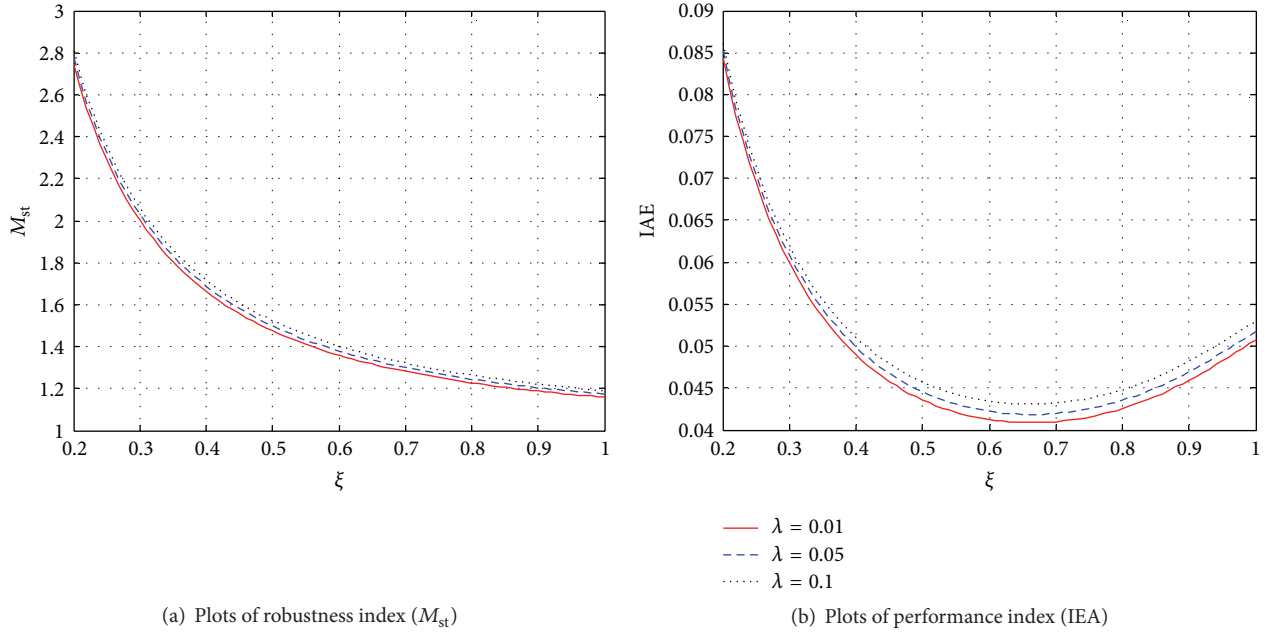 3
2.8
2.6
2.4
2.2
2
1.8
1.6
1.4
1.2
1
M_st
0.2 0.3 0.4 0.5 0.6 0.7 0.8 0.9 1
ξ
0.09
0.085
0.08
0.075
0.07
0.065
0.06
0.055
0.05
0.045
0.04
IAE
0.2 0.3 0.4 0.5 0.6 0.7 0.8 0.9 1
ξ
λ = 0.01
λ = 0.05
λ = 0.1
(a) Plots of robustness index (M_st)
(b) Plots of performance index (IEA)